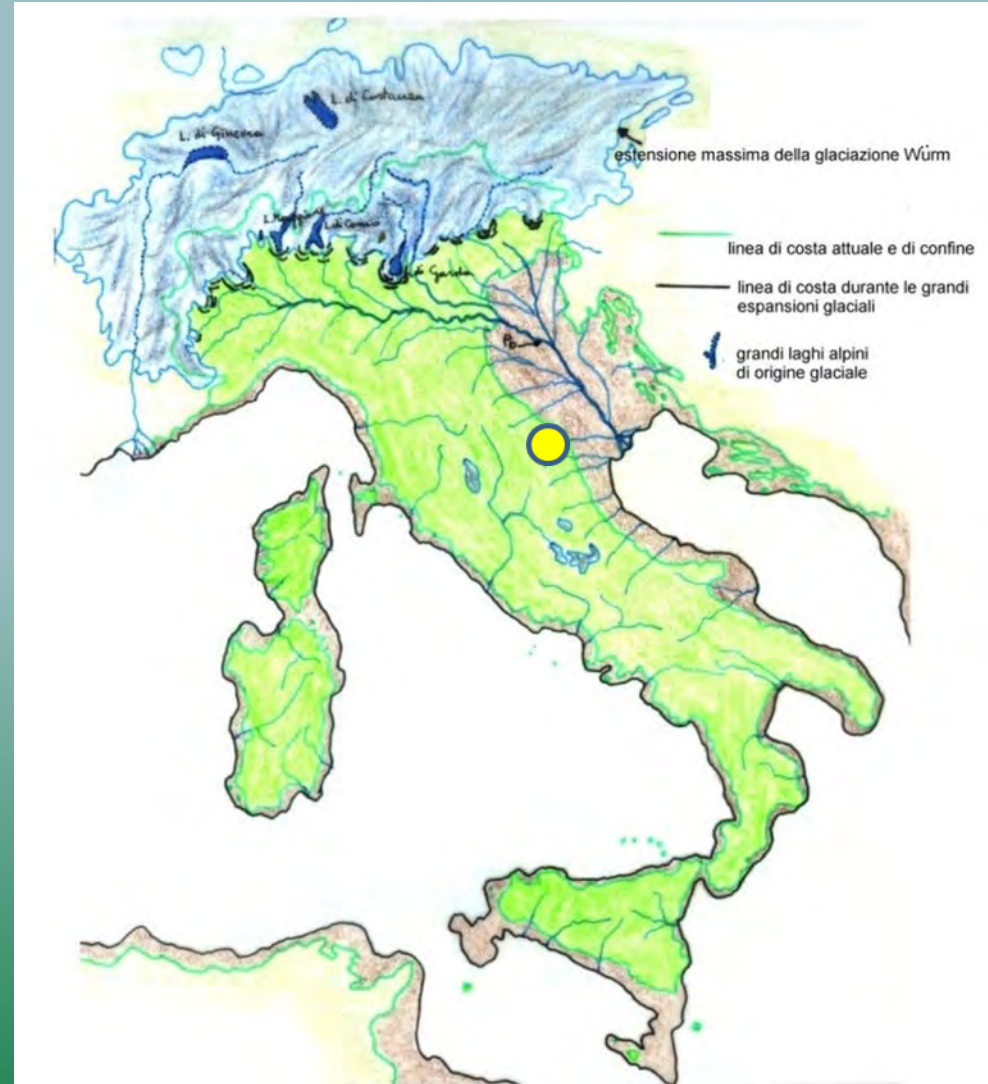 L. di Costanza
L. di Ginevra
estensione massima della glaciazione Würm
L. Maggiore
L. di Como
L. di Garda
linea di costa attuale e di confine
linea di costa durante le grandi
espansioni glaciali
Po
grandi laghi alpini
di origine glaciale